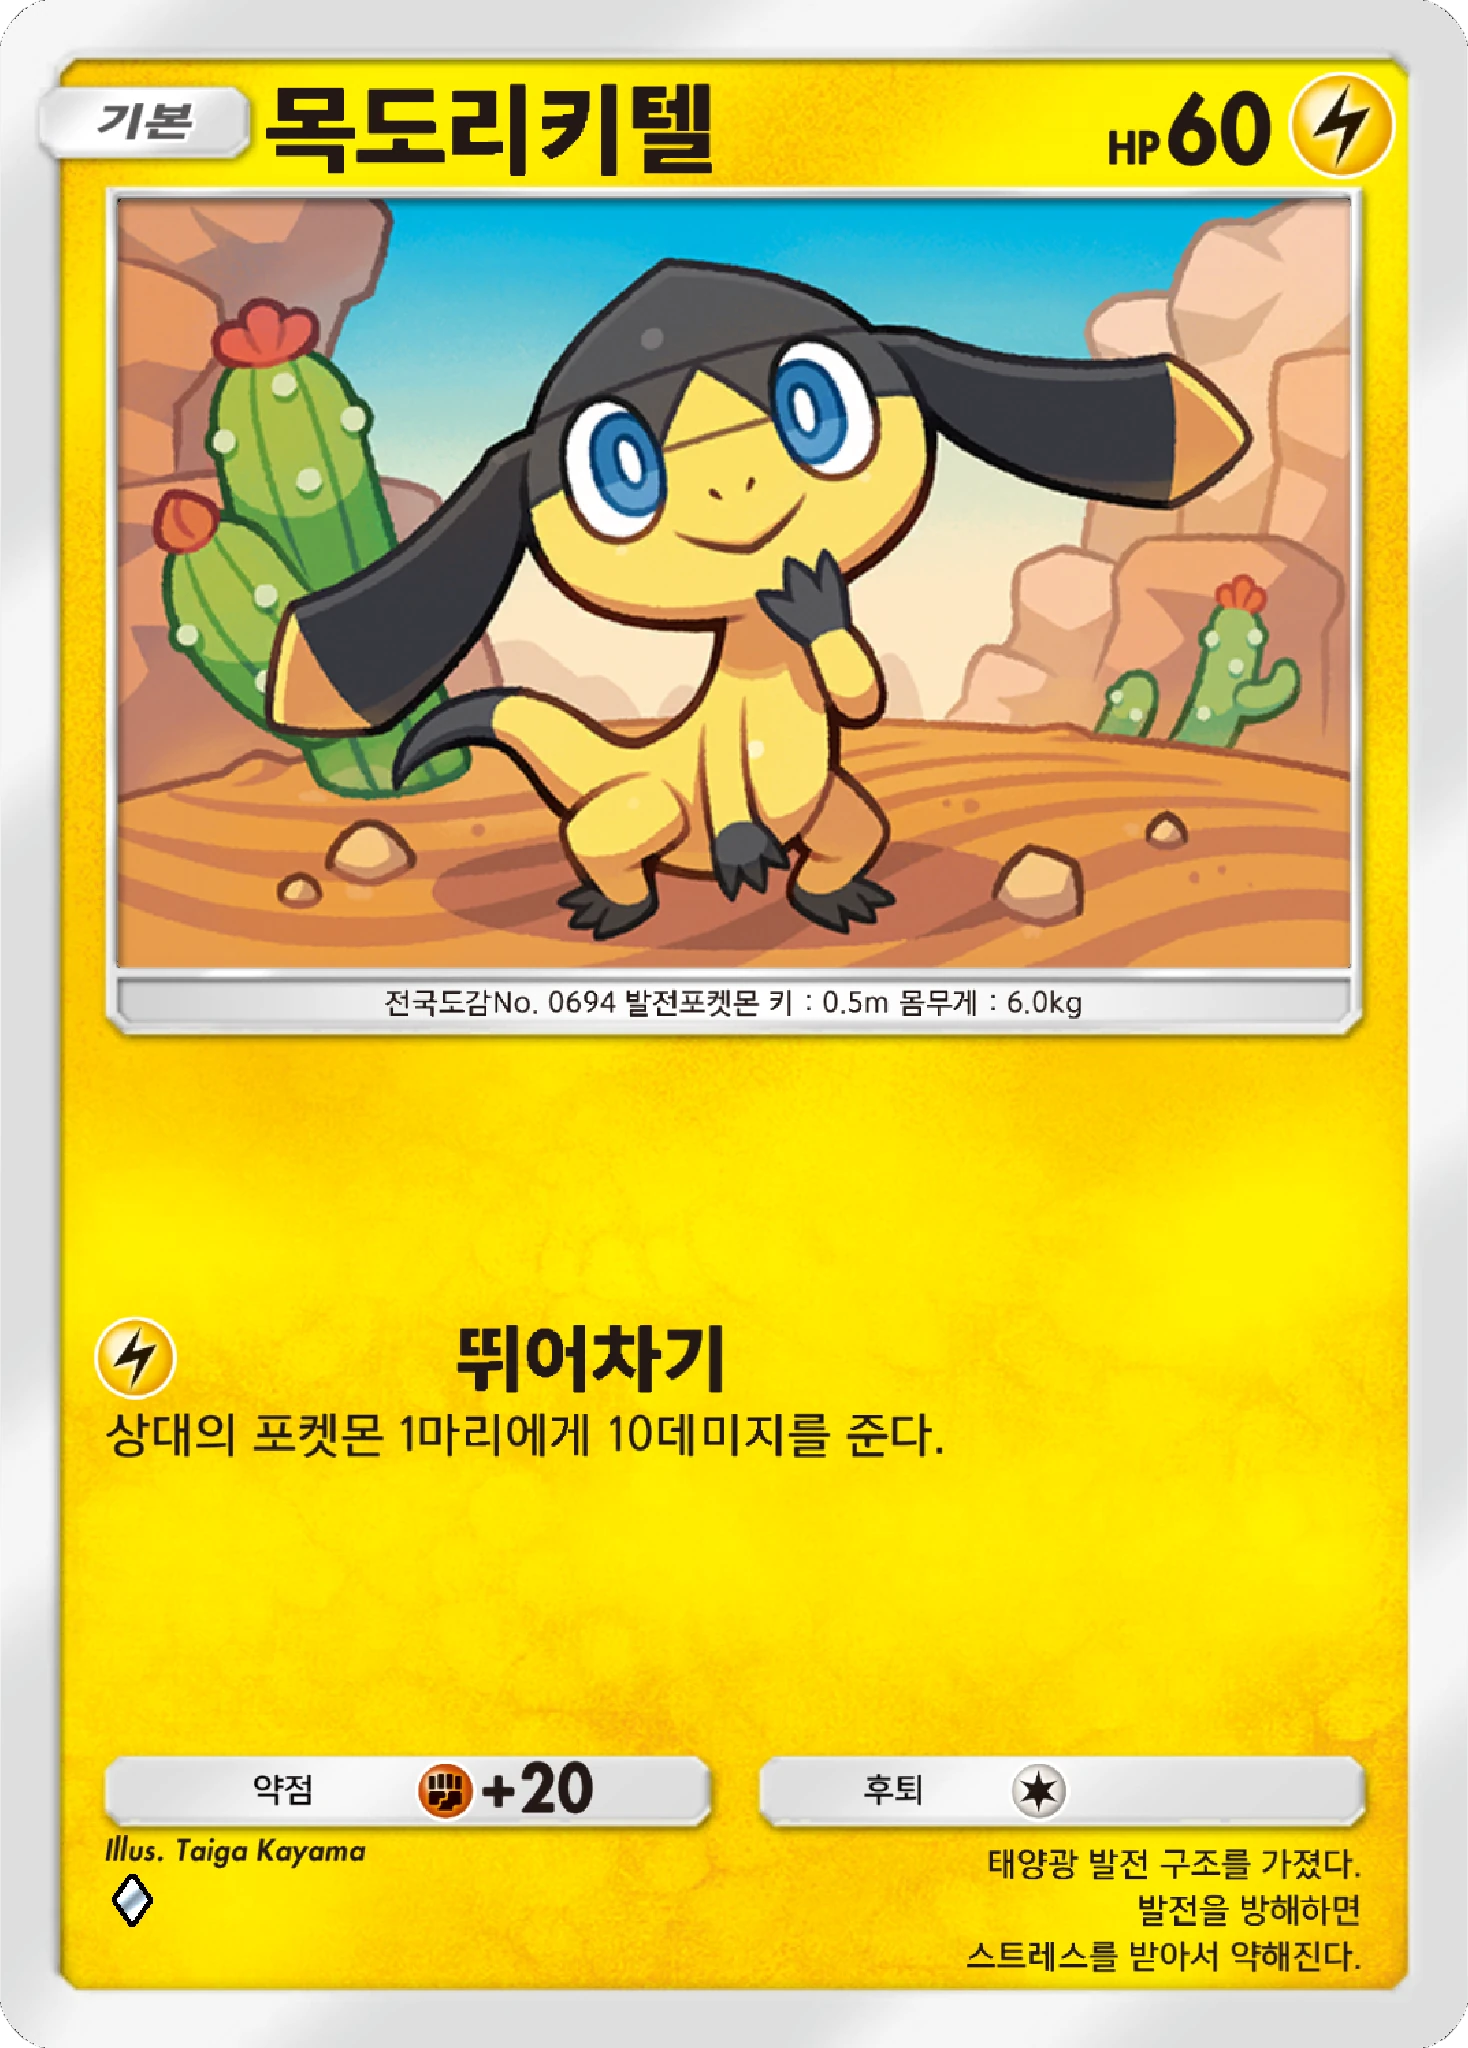 기본
목도리키텔
HP 60
전국도감No. 0694 발전포켓몬 키 : 0.5m 몸무게 : 6.0kg
뛰어차기
상대의 포켓몬 1마리에게 10데미지를 준다.
약점 +20
후퇴
Illus. Taiga Kayama
태양광 발전 구조를 가졌다.
발전을 방해하면
스트레스를 받아서 약해진다.